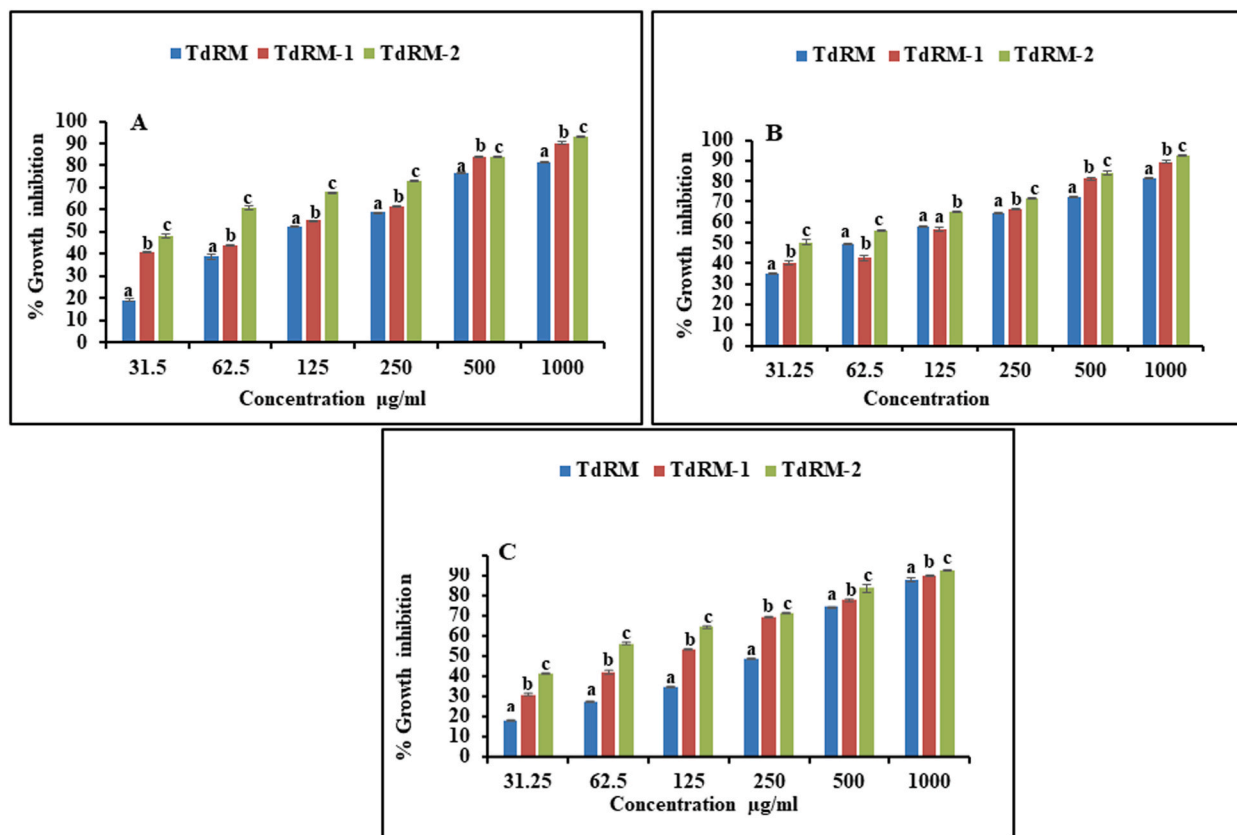 TdRM TdRM-1 TdRM-2
A
% Growth inhibition
100
90
80
70
60
50
40
30
20
10
0
a b c
a b c
a b c
a b c
a b c
a b c
31.5 62.5 125 250 500 1000
Concentration µg/ml
TdRM TdRM-1 TdRM-2
B
% Growth inhibition
100
90
80
70
60
50
40
30
20
10
0
a b c
a b c
a a b
a b c
a b c
a b c
31.25 62.5 125 250 500 1000
Concentration
TdRM TdRM-1 TdRM-2
C
% Growth inhibition
90
80
70
60
50
40
30
20
10
0
a b c
a b c
a b c
a b c
a b c
a b c
31.25 62.5 125 250 500 1000
Concentration µg/ml